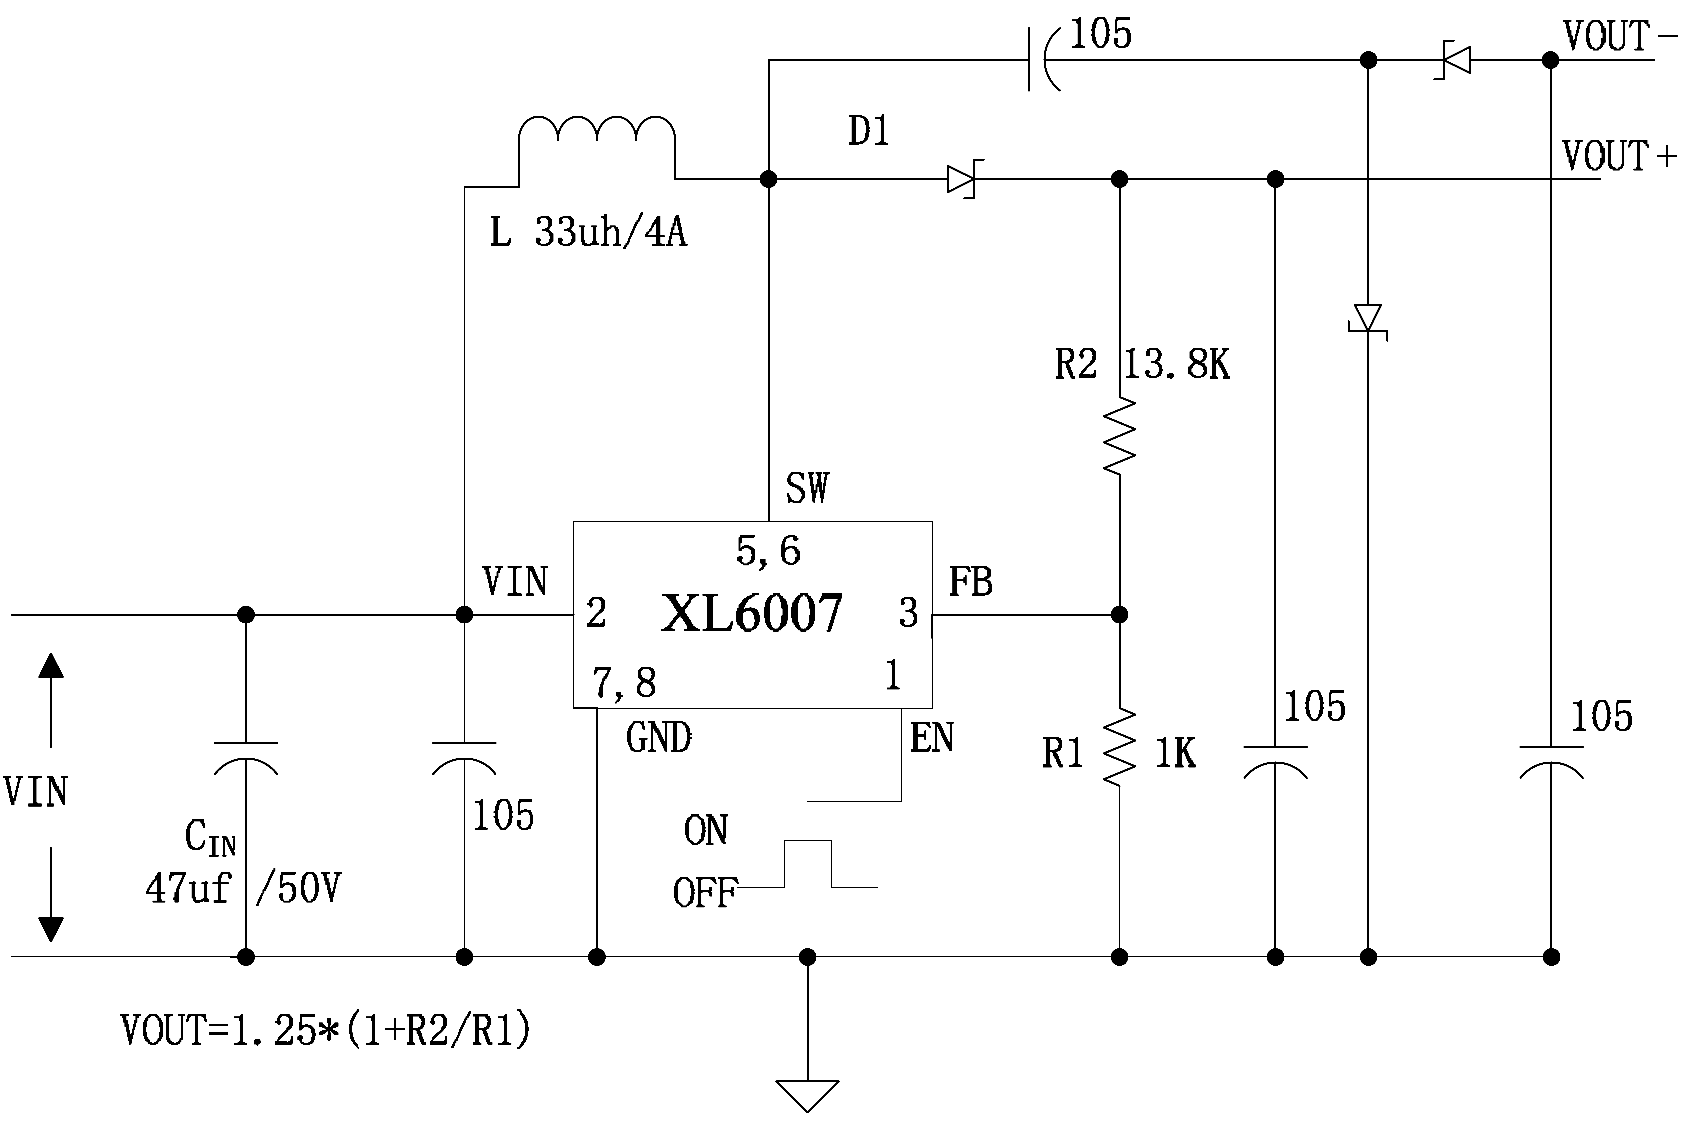 105
VOUT-
D1
VOUT+
L 33uh/4A
R2 13.8K
SW
5,6
VIN
FB
2
XL6007
3
7,8
1
GND
EN
105
105
R1 1K
VIN
105
CIN
ON
47uf /50V
OFF
VOUT=1.25*(1+R2/R1)